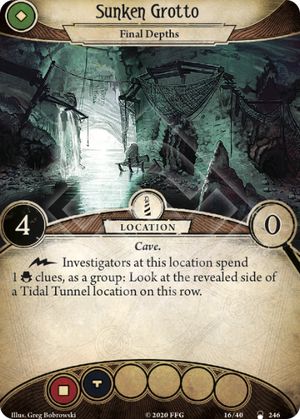 Sunken Grotto
Final Depths
4
LOCATION
0
Cave.
Investigators at this location spend
1 clues, as a group: Look at the revealed side of
a Tidal Tunnel location on this row.
Illus. Greg Bobrowski
© 2020 FFG
16/40
246